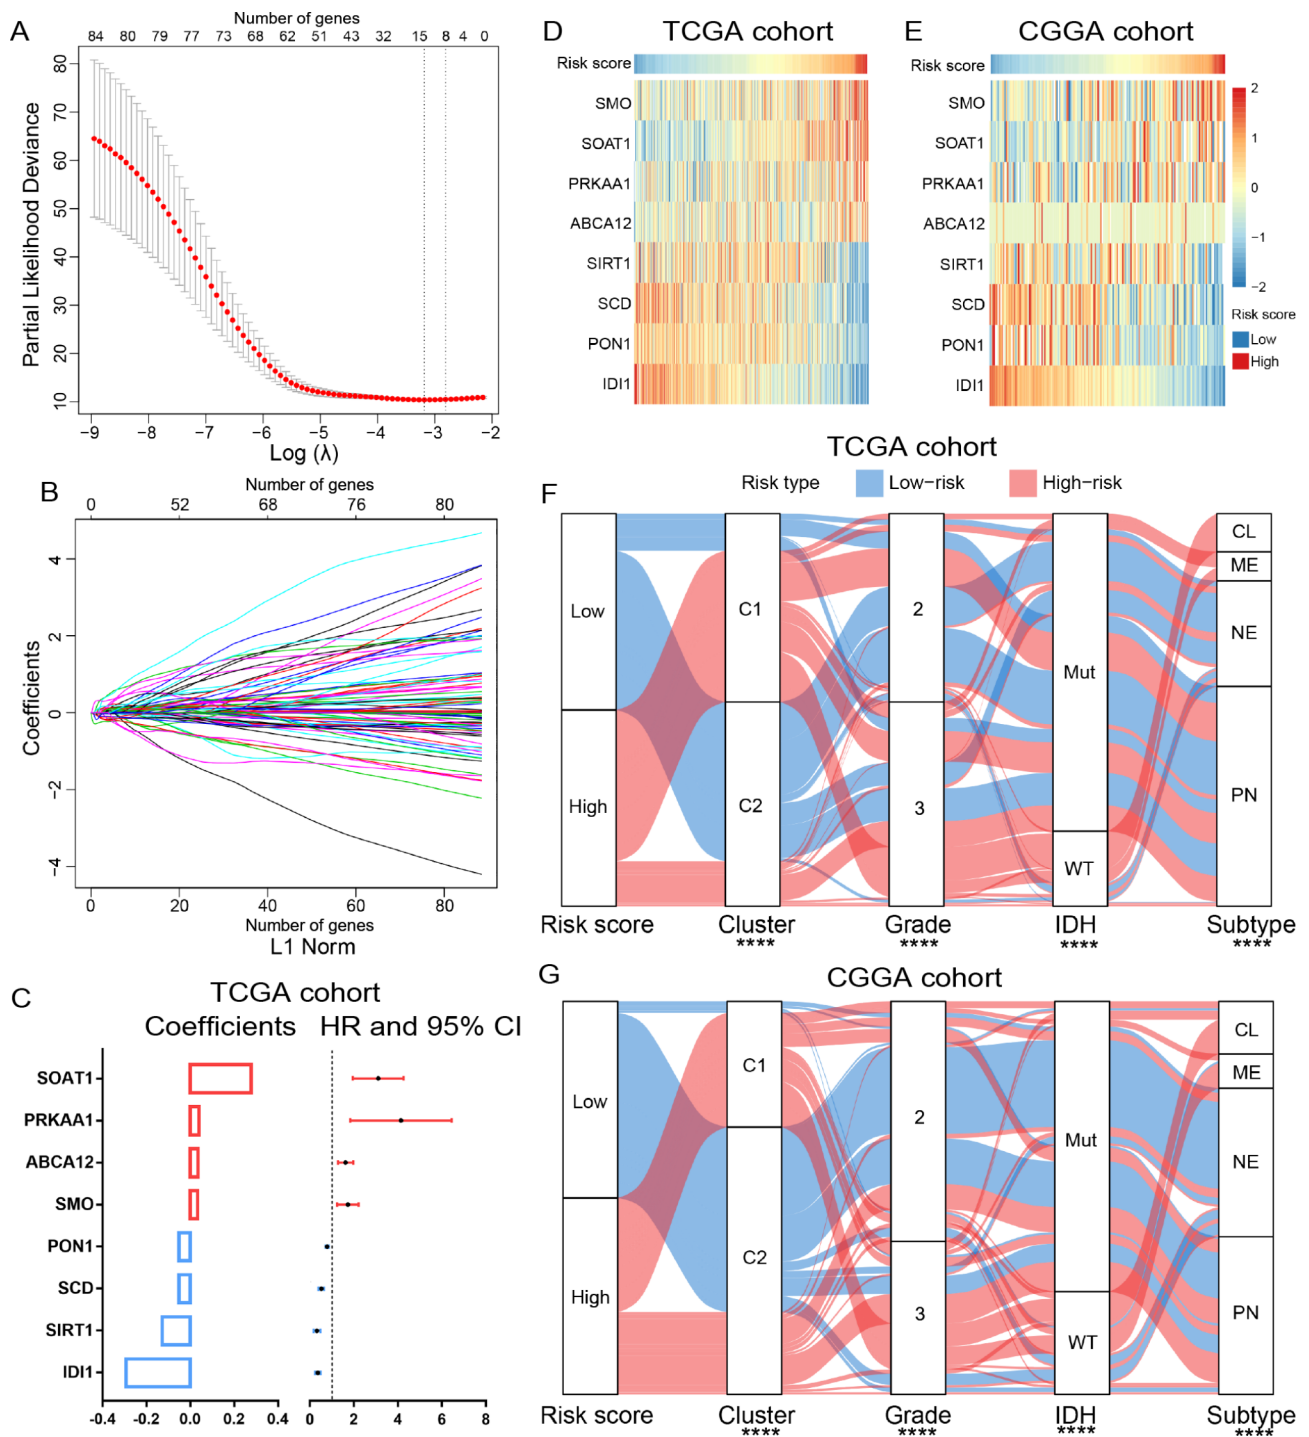 A
Number of genes
84 80 79 77 73 68 62 51 43 32 15 8 4 0
Partial Likelihood Deviance
80
70
60
50
40
30
20
10
−9 −8 −7 −6 −5 −4 −3 −2
Log (λ)
B
Number of genes
0 52 68 76 80
Coefficients
4
2
0
−2
−4
0 20 40 60 80
Number of genes
L1 Norm
C
TCGA cohort
Coefficients HR and 95% CI
SOAT1
PRKAA1
ABCA12
SMO
PON1
SCD
SIRT1
IDI1
-0.4 -0.2 0.0 0.2 0.4 0 2 4 6 8
D
TCGA cohort
Risk score
SMO
SOAT1
PRKAA1
ABCA12
SIRT1
SCD
PON1
IDI1
E
CGGA cohort
Risk score
SMO
SOAT1
PRKAA1
ABCA12
SIRT1
SCD
PON1
IDI1
2
1
0
−1
−2
Risk score
Low
High
TCGA cohort
F
Risk type Low−risk High−risk
Low
High
C1
C2
2
3
Mut
WT
CL
ME
NE
PN
Risk score Cluster Grade IDH Subtype
**** **** **** ****
G
CGGA cohort
Low
High
C1
C2
2
3
Mut
WT
CL
ME
NE
PN
Risk score Cluster Grade IDH Subtype
**** **** **** ****